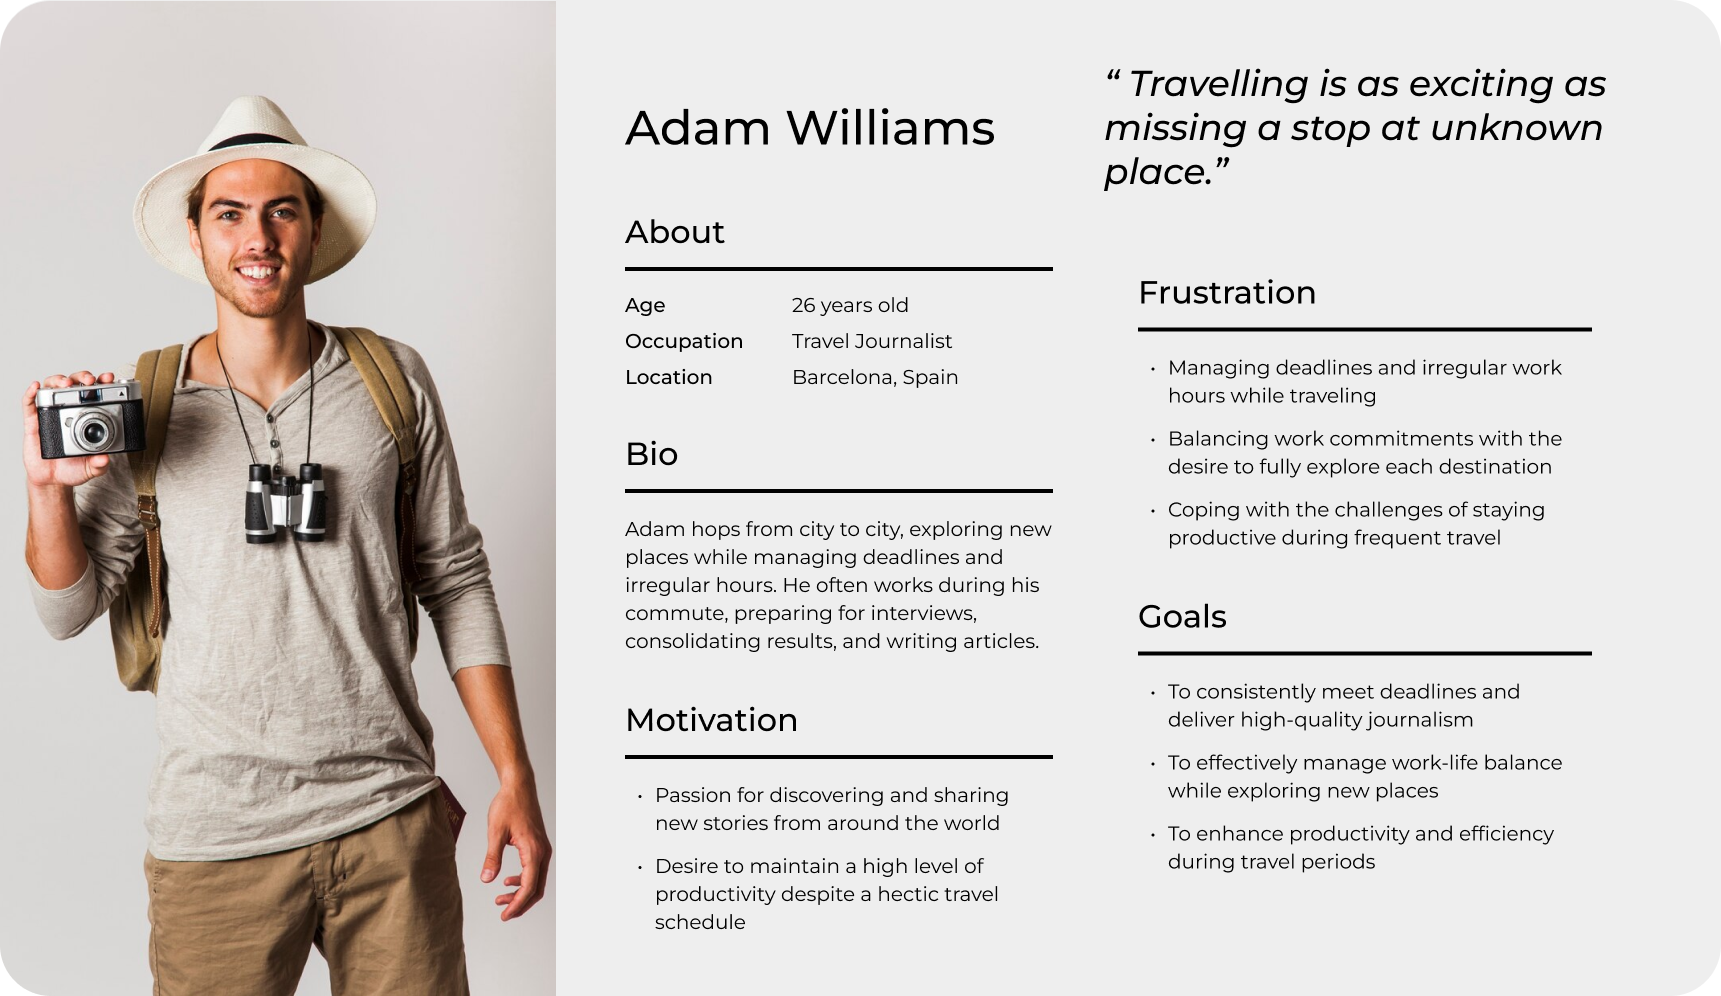 Adam Williams
About
Age 26 years old
Occupation Travel Journalist
Location Barcelona, Spain
Bio
Adam hops from city to city, exploring new
places while managing deadlines and
irregular hours. He often works during his
commute, preparing for interviews,
consolidating results, and writing articles.
Motivation
• Passion for discovering and sharing
new stories from around the world
• Desire to maintain a high level of
productivity despite a hectic travel
schedule
“ Travelling is as exciting as
missing a stop at unknown
place.”
Frustration
• Managing deadlines and irregular work
hours while traveling
• Balancing work commitments with the
desire to fully explore each destination
• Coping with the challenges of staying
productive during frequent travel
Goals
• To consistently meet deadlines and
deliver high-quality journalism
• To effectively manage work-life balance
while exploring new places
• To enhance productivity and efficiency
during travel periods